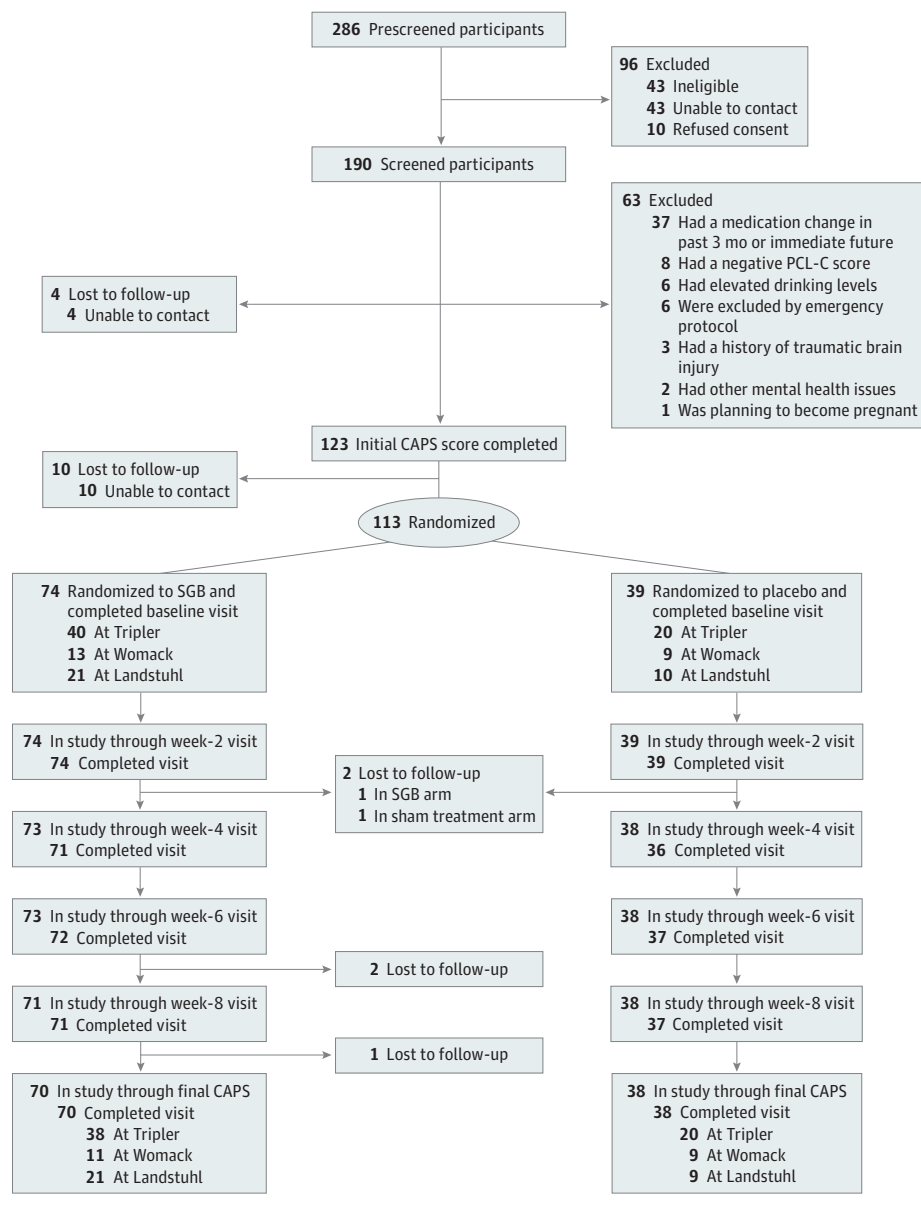 286 Prescreened participants
96 Excluded
43 Ineligible
43 Unable to contact
10 Refused consent
190 Screened participants
63 Excluded
37 Had a medication change in
past 3 mo or immediate future
8 Had a negative PCL-C score
6 Had elevated drinking levels
6 Were excluded by emergency
protocol
3 Had a history of traumatic brain
injury
2 Had other mental health issues
1 Was planning to become pregnant
4 Lost to follow-up
4 Unable to contact
123 Initial CAPS score completed
10 Lost to follow-up
10 Unable to contact
113 Randomized
74 Randomized to SGB and
completed baseline visit
40 At Tripler
13 At Womack
21 At Landstuhl
39 Randomized to placebo and
completed baseline visit
20 At Tripler
9 At Womack
10 At Landstuhl
74 In study through week-2 visit
74 Completed visit
39 In study through week-2 visit
39 Completed visit
2 Lost to follow-up
1 In SGB arm
1 In sham treatment arm
73 In study through week-4 visit
71 Completed visit
38 In study through week-4 visit
36 Completed visit
73 In study through week-6 visit
72 Completed visit
38 In study through week-6 visit
37 Completed visit
2 Lost to follow-up
71 In study through week-8 visit
71 Completed visit
38 In study through week-8 visit
37 Completed visit
1 Lost to follow-up
70 In study through final CAPS
70 Completed visit
38 At Tripler
11 At Womack
21 At Landstuhl
38 In study through final CAPS
38 Completed visit
20 At Tripler
9 At Womack
9 At Landstuhl